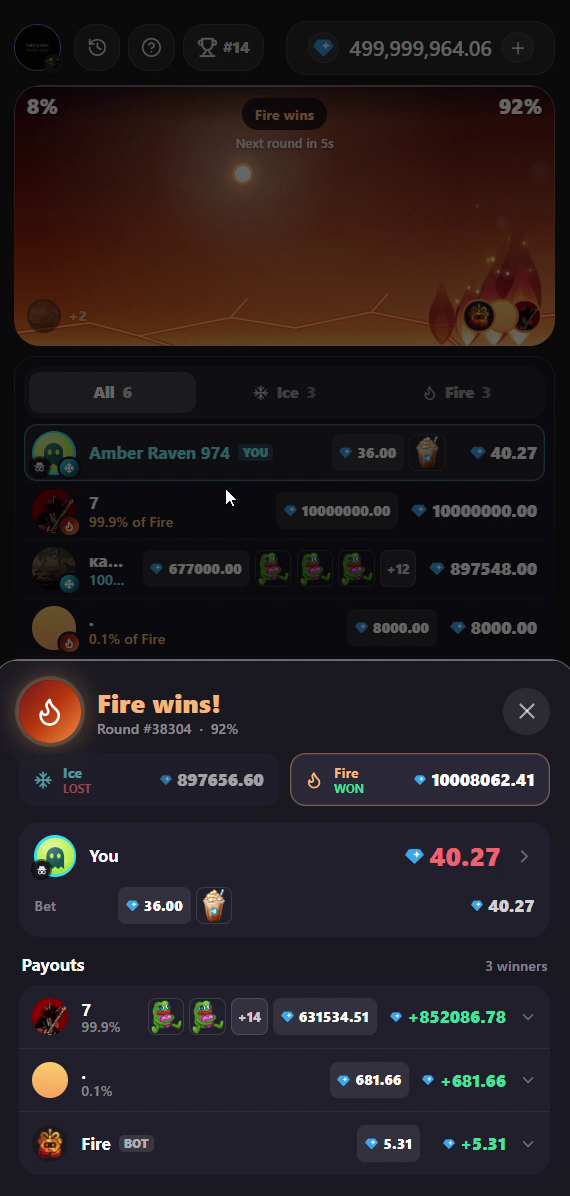 #14
499,999,964.06
8%
Fire wins
92%
Next round in 5s
+2
All 6
Ice 3
Fire 3
Amber Raven 974 YOU 36.00 40.27
7
99.9% of Fire
10000000.00 10000000.00
ка...
100...
677000.00 +12 897548.00
.
0.1% of Fire
8000.00 8000.00
Fire wins!
Round #38304 · 92%
Ice
LOST
897656.60
Fire
WON
10008062.41
You 40.27
Bet 36.00 40.27
Payouts 3 winners
7
99.9%
+14 631534.51 +852086.78
.
0.1%
681.66 +681.66
Fire BOT 5.31 +5.31